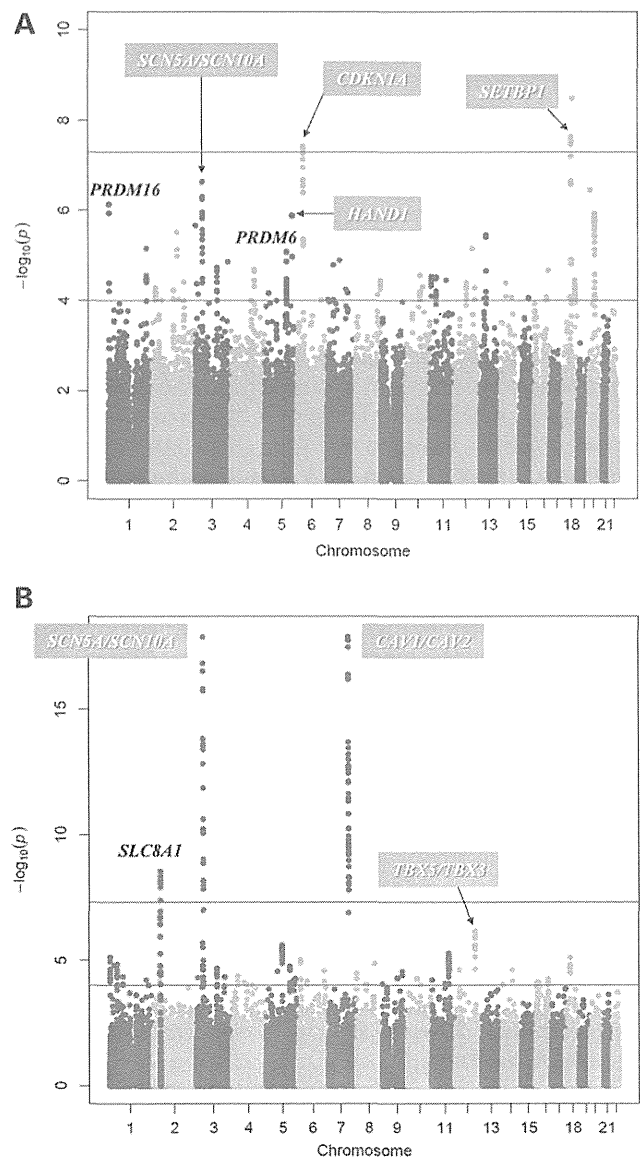 A
10
8
6
4
2
0
−log10(p)
SCN5A/SCN10A
CDKN1A
SETBP1
PRDM16
PRDM6
HAND1
1 2 3 4 5 6 7 8 9 11 13 15 18 21
Chromosome
B
15
10
5
0
−log10(p)
SCN5A/SCN10A
CAV1/CAV2
SLC8A1
TBX5/TBX3
1 2 3 4 5 6 7 8 9 11 13 15 18 21
Chromosome